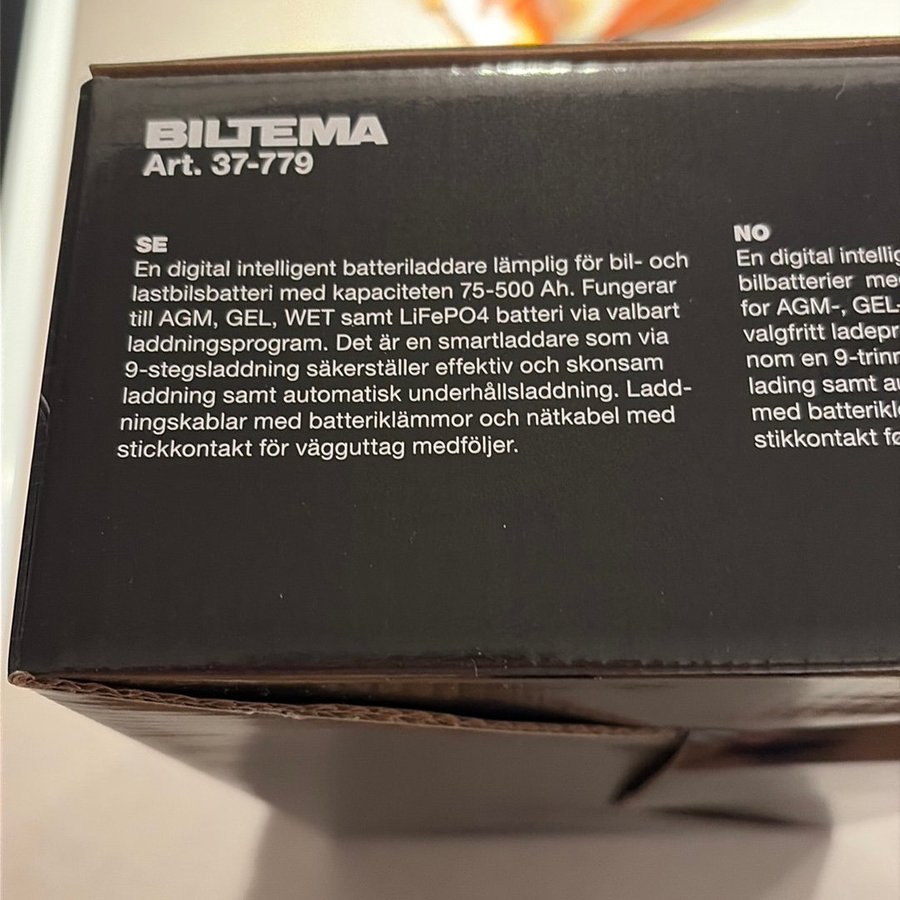 BILTEMA
Art. 37-779
SE
En digital intelligent batteriladdare lämplig för bil- och
lastbilsbatteri med kapaciteten 75-500 Ah. Fungerar
till AGM, GEL, WET samt LiFePO4 batteri via valbart
laddningsprogram. Det är en smartladdare som via
9-stegsladdning säkerställer effektiv och skonsam
laddning samt automatisk underhållsladdning. Ladd-
ningskablar med batteriklämmor och nätkabel med
stickkontakt för vägguttag medföljer.
NO
En digital
bilbatterier
for AGM-,
valgfritt
nom en
lading samt
med
stikkontakt